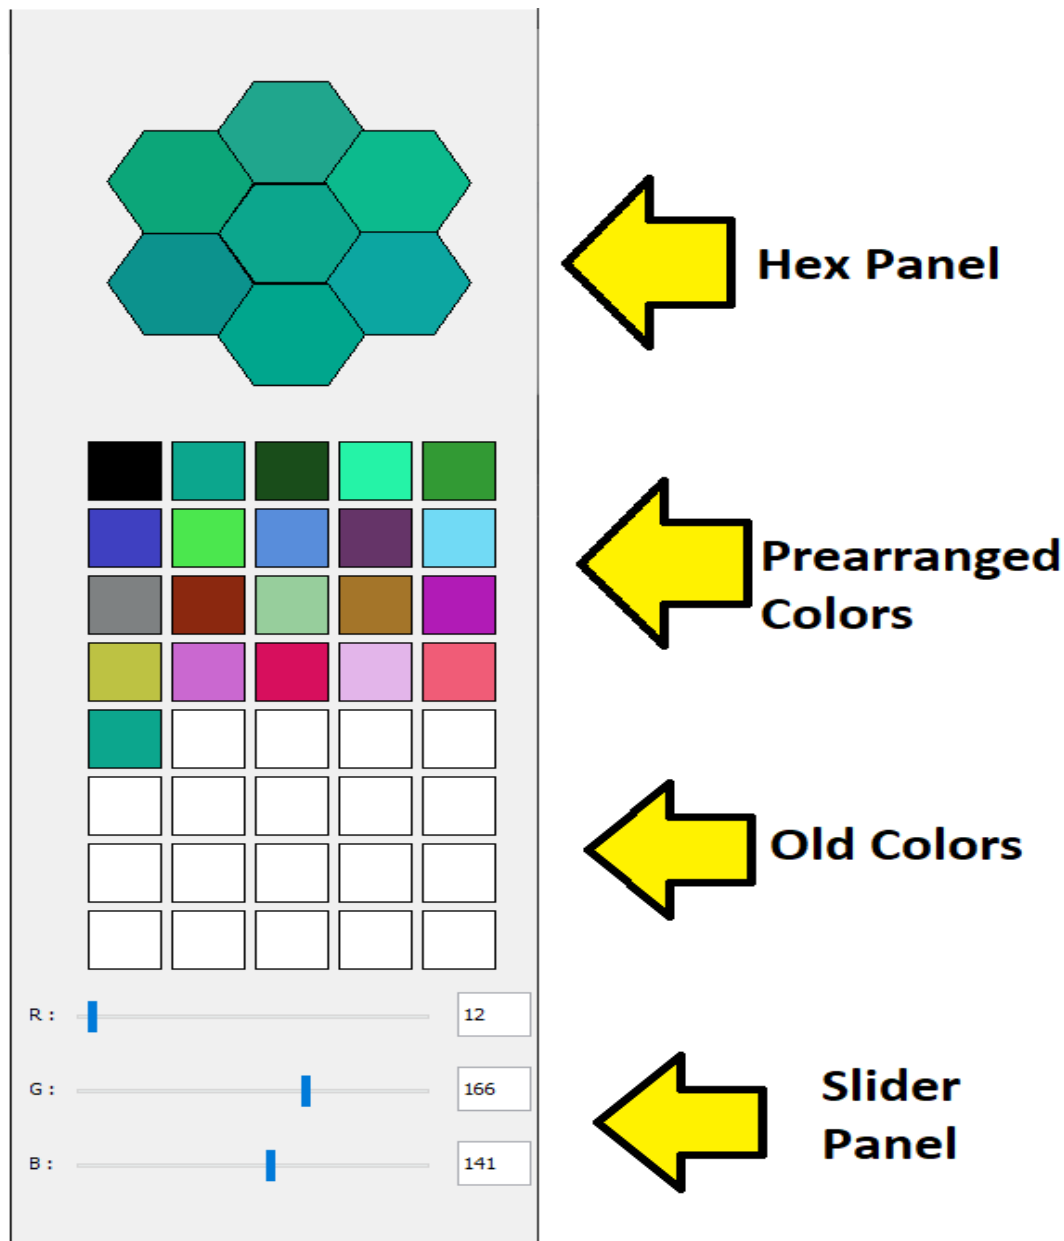 Hex Panel
Prearranged
Colors
Old Colors
R :
12
G :
166
B :
141
Slider
Panel